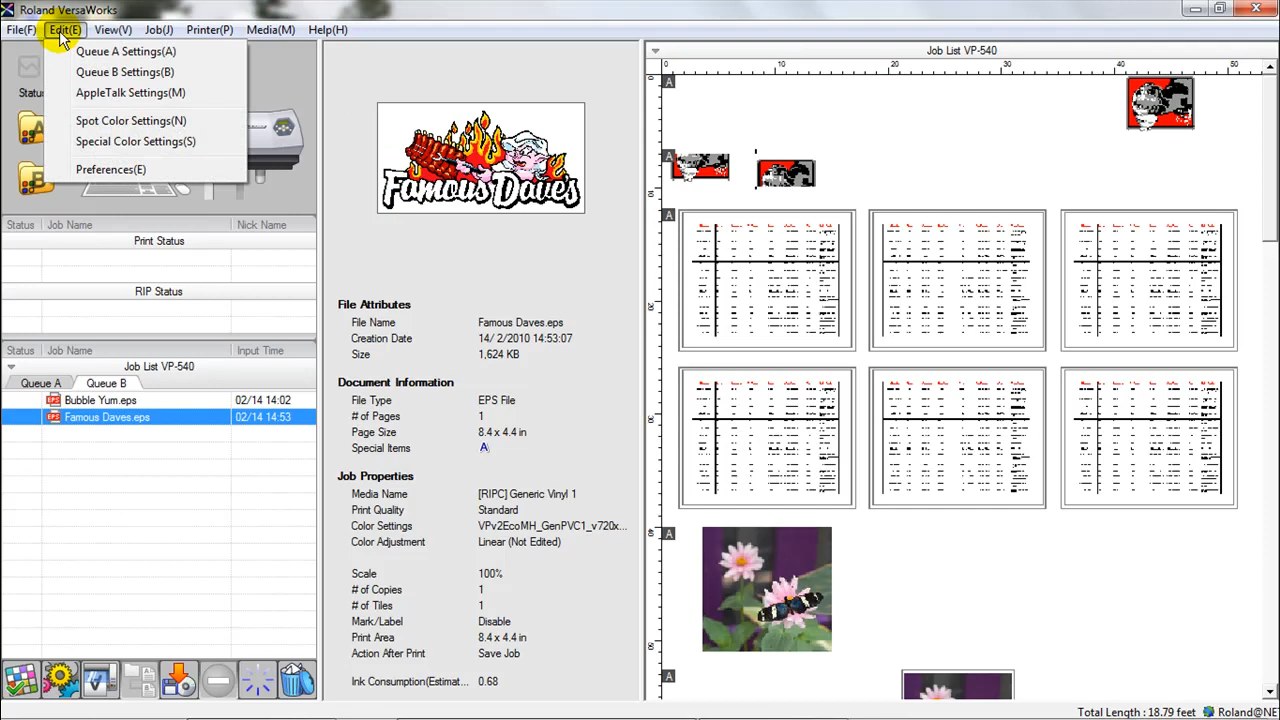 Roland VersaWorks
File(F) Edit(E) View(V) Job(J) Printer(P) Media(M) Help(H)
Queue A Settings(A)
Queue B Settings(B)
AppleTalk Settings(M)
Spot Color Settings(N)
Special Color Settings(S)
Preferences(E)
Status Job Name Nick Name
Print Status
RIP Status
Status Job Name Input Time
Job List VP-540
Queue A Queue B
Bubble Yum.eps 02/14 14:02
Famous Daves.eps 02/14 14:53
Famous Dave's
File Attributes
File Name Famous Daves.eps
Creation Date 14/ 2/2010 14:53:07
Size 1,624 KB
Document Information
File Type EPS File
# of Pages 1
Page Size 8.4 x 4.4 in
Special Items A
Job Properties
Media Name [RIPC] Generic Vinyl 1
Print Quality Standard
Color Settings VPv2EcoMH_GenPVC1_v720x...
Color Adjustment Linear (Not Edited)
Scale 100%
# of Copies 1
# of Tiles 1
Mark/Label Disable
Print Area 8.4 x 4.4 in
Action After Print Save Job
Ink Consumption(Estimat... 0.68
Job List VP-540
0 10 20 30 40 50
0
10
20
30
40
50
A
A
A
A
A
A
Total Length : 18.79 feet Roland@NE